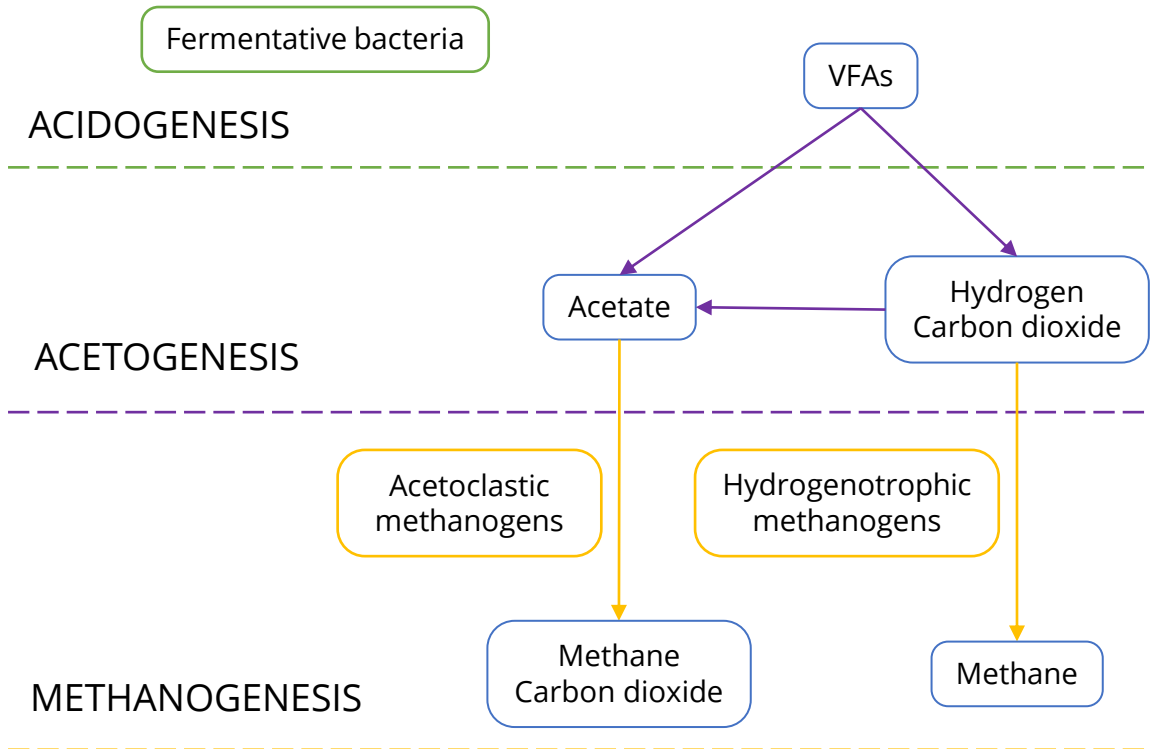 Fermentative bacteria
VFAs
ACIDOGENESIS
Acetate
Hydrogen
Carbon dioxide
ACETOGENESIS
Acetoclastic
methanogens
Hydrogenotrophic
methanogens
Methane
Carbon dioxide
Methane
METHANOGENESIS